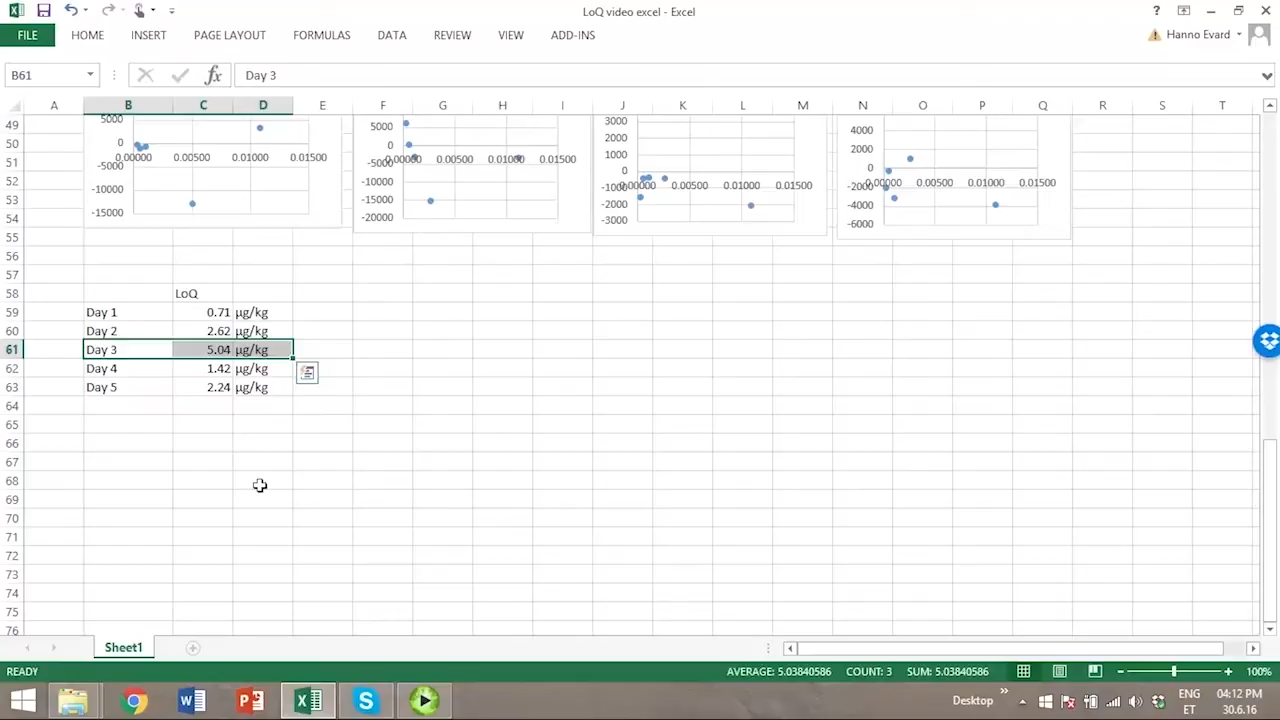 LoQ video excel - Excel
FILE HOME INSERT PAGE LAYOUT FORMULAS DATA REVIEW VIEW ADD-INS Hanno Evard
B61 fx Day 3
A B C D E F G H I J K L M N O P Q R S T
49 5000
50 0 5000 3000 4000
51 0.00000 0.00500 0.01000 0.01500 0 2000 2000
-5000 0.00000 0.00500 0.01000 0.01500 1000 0
52 -10000 -5000 0 -2000 0.00000 0.00500 0.01000 0.01500
53 -15000 -10000 -1000 0.00000 0.00500 0.01000 0.01500 -4000
54 -15000 -2000 -6000
-20000 -3000
55
56
57
58 LoQ
59 Day 1 0.71 µg/kg
60 Day 2 2.62 µg/kg
61 Day 3 5.04 µg/kg
62 Day 4 1.42 µg/kg
63 Day 5 2.24 µg/kg
64
65
66
67
68
69
70
71
72
73
74
75
76
Sheet1
READY AVERAGE: 5.03840586 COUNT: 3 SUM: 5.03840586 100%
Desktop ENG 04:12 PM
ET 30.6.16